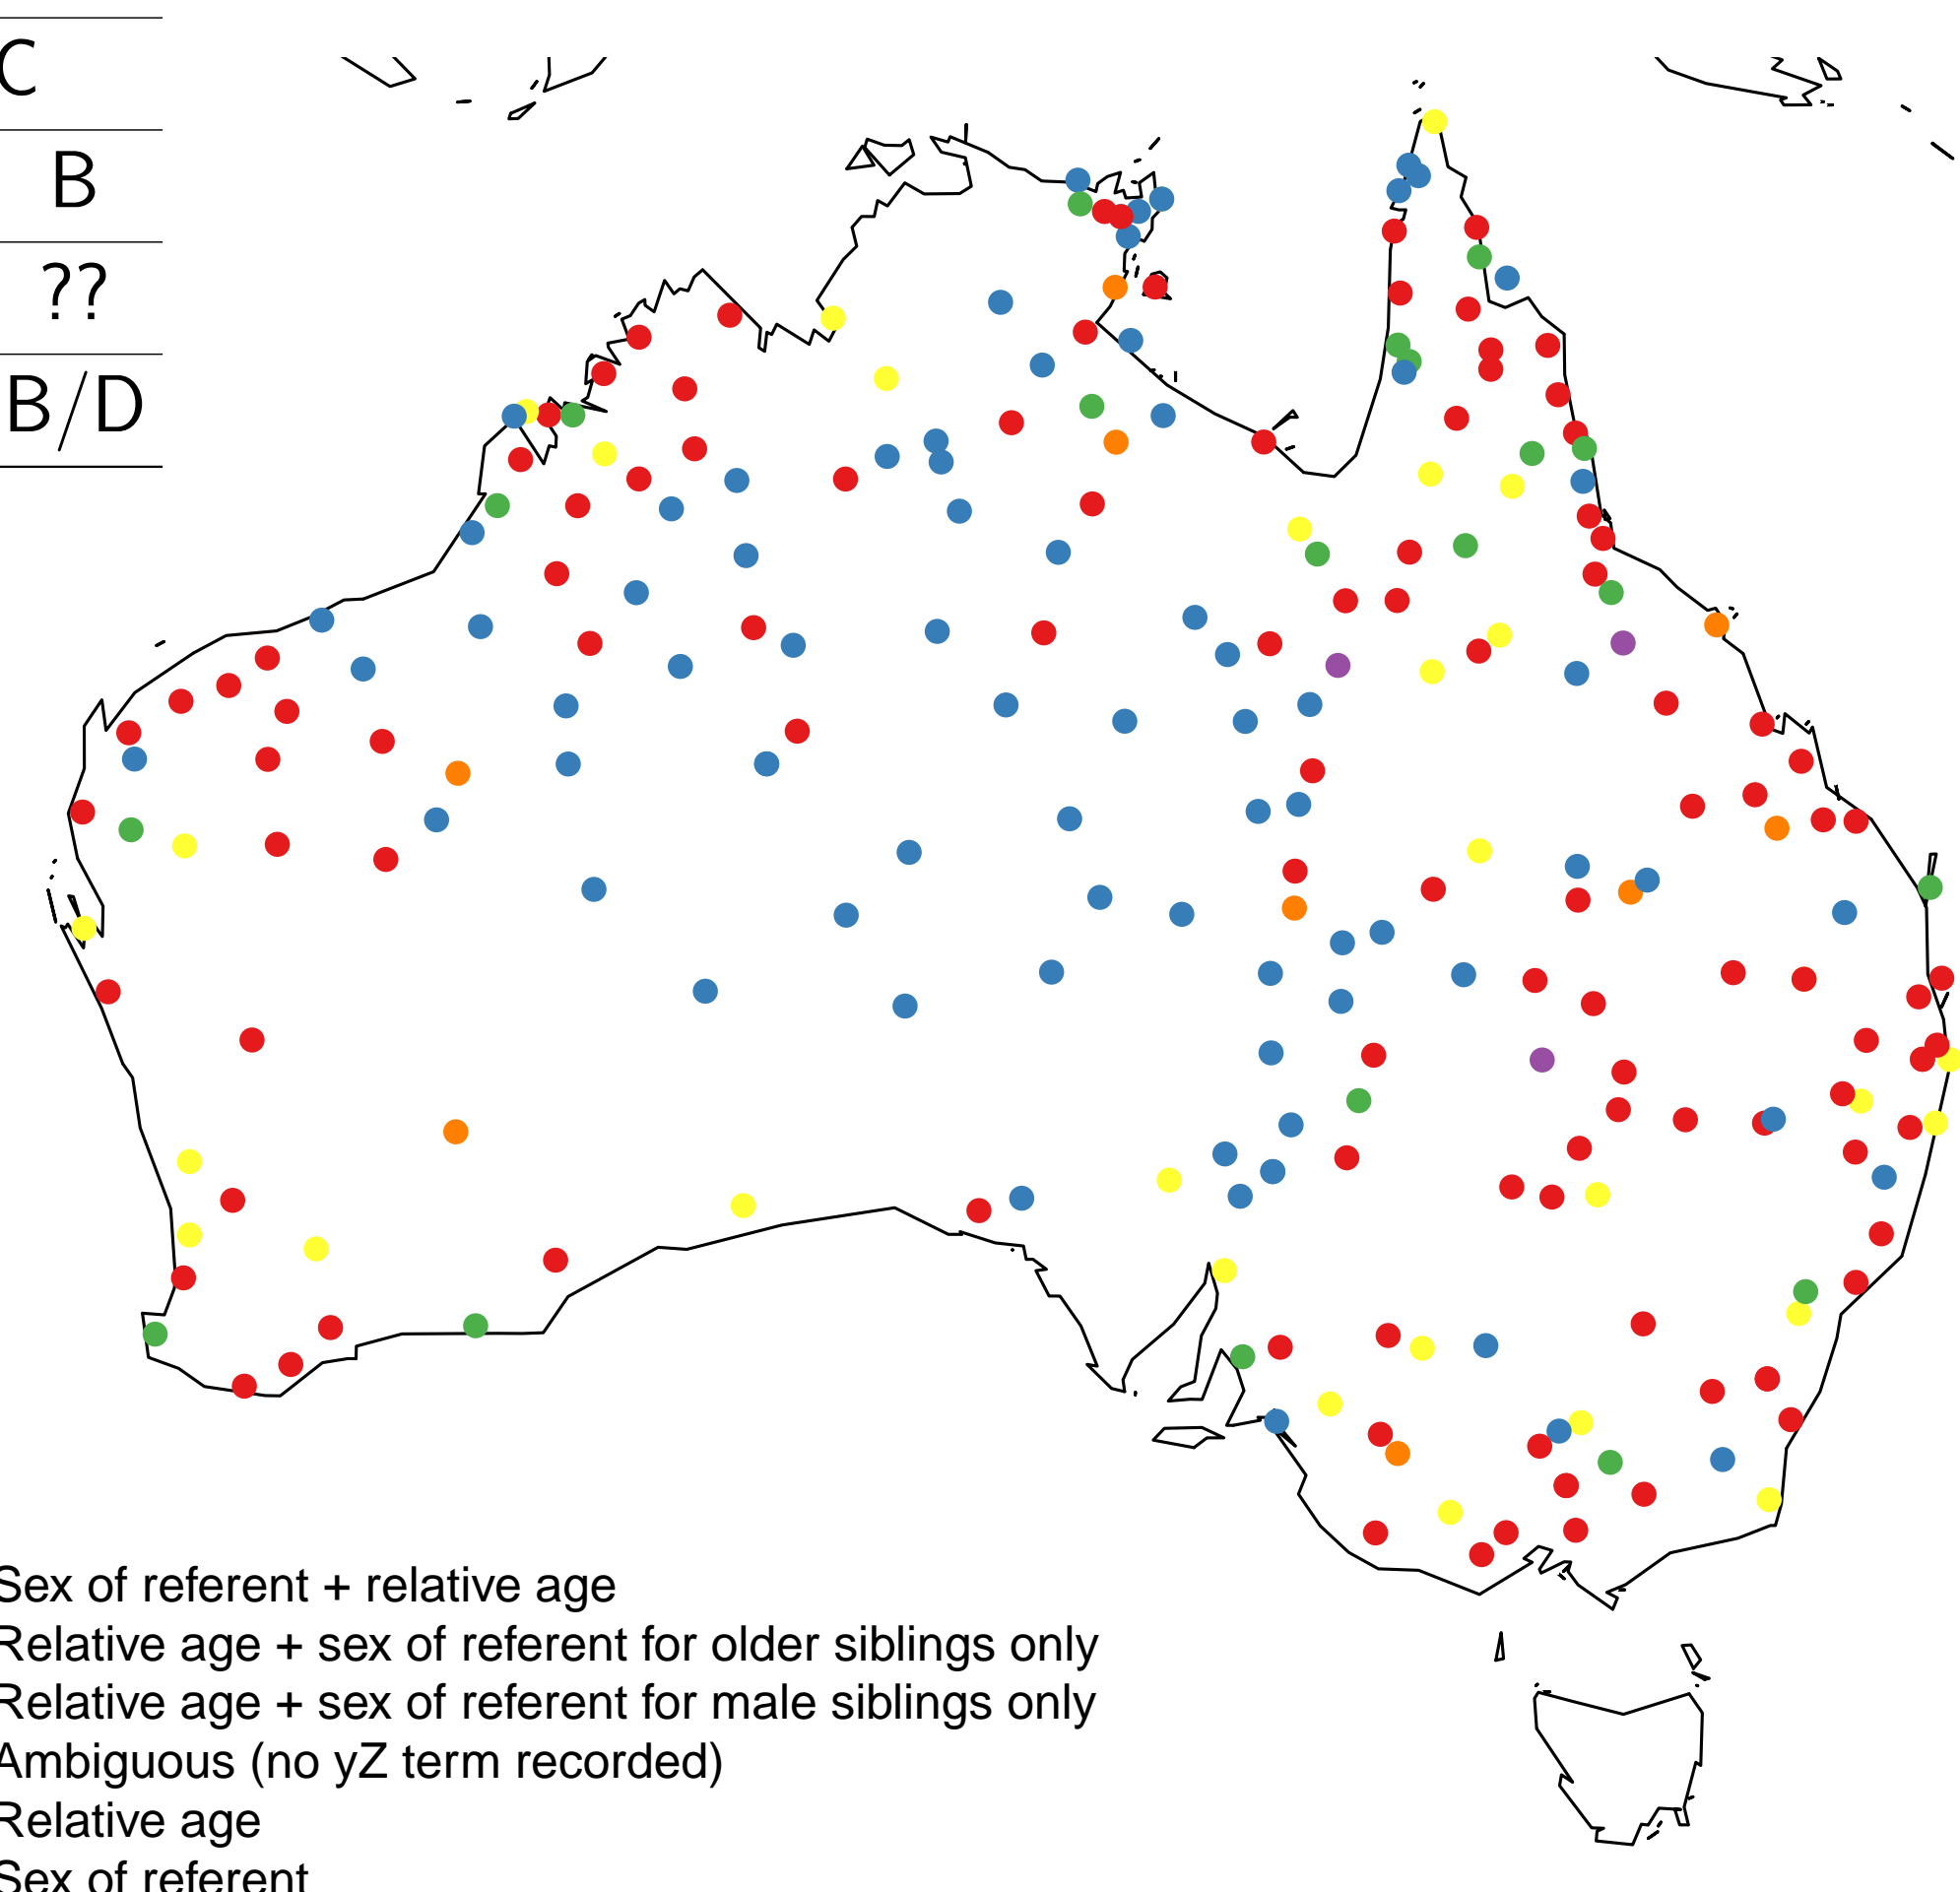 C
B
??
B/D
Sex of referent + relative age
Relative age + sex of referent for older siblings only
Relative age + sex of referent for male siblings only
Ambiguous (no yZ term recorded)
Relative age
Sex of referent